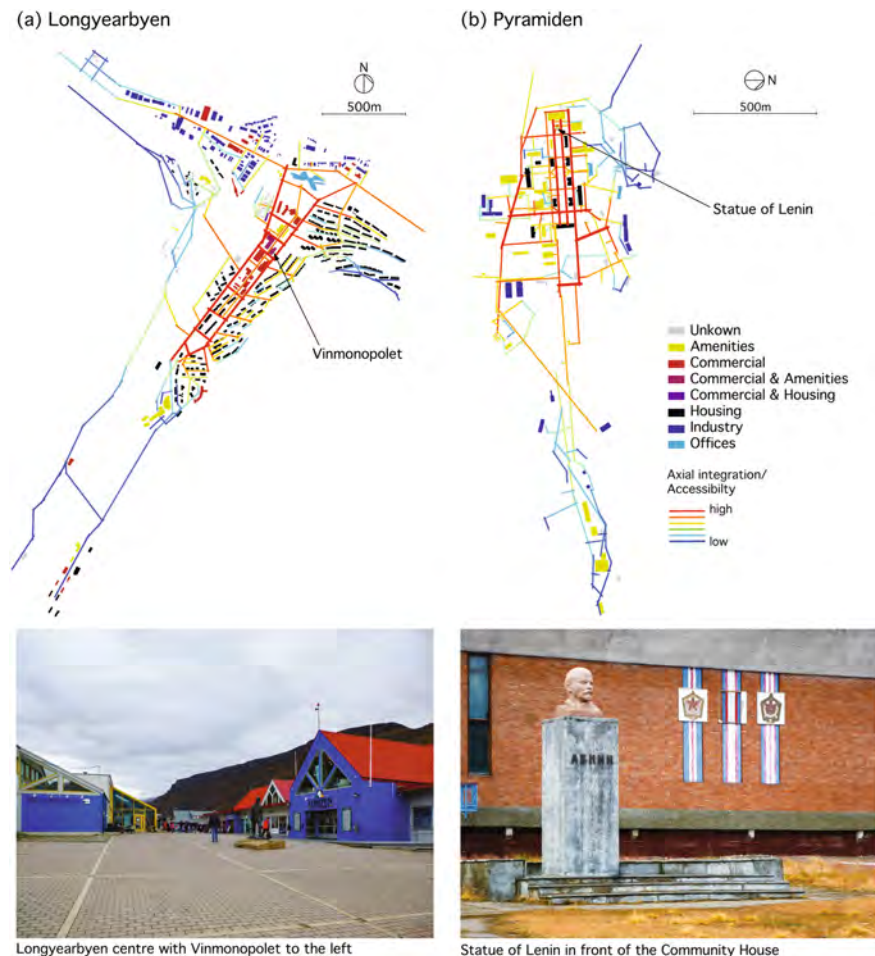 (a) Longyearbyen
(b) Pyramiden
N
500m
N
500m
Statue of Lenin
Vinmonopolet
Unkown
Amenities
Commercial
Commercial & Amenities
Commercial & Housing
Housing
Industry
Offices
Axial integration/
Accessibilty
high
low
ЛЕНИН
Longyearbyen centre with Vinmonopolet to the left
Statue of Lenin in front of the Community House